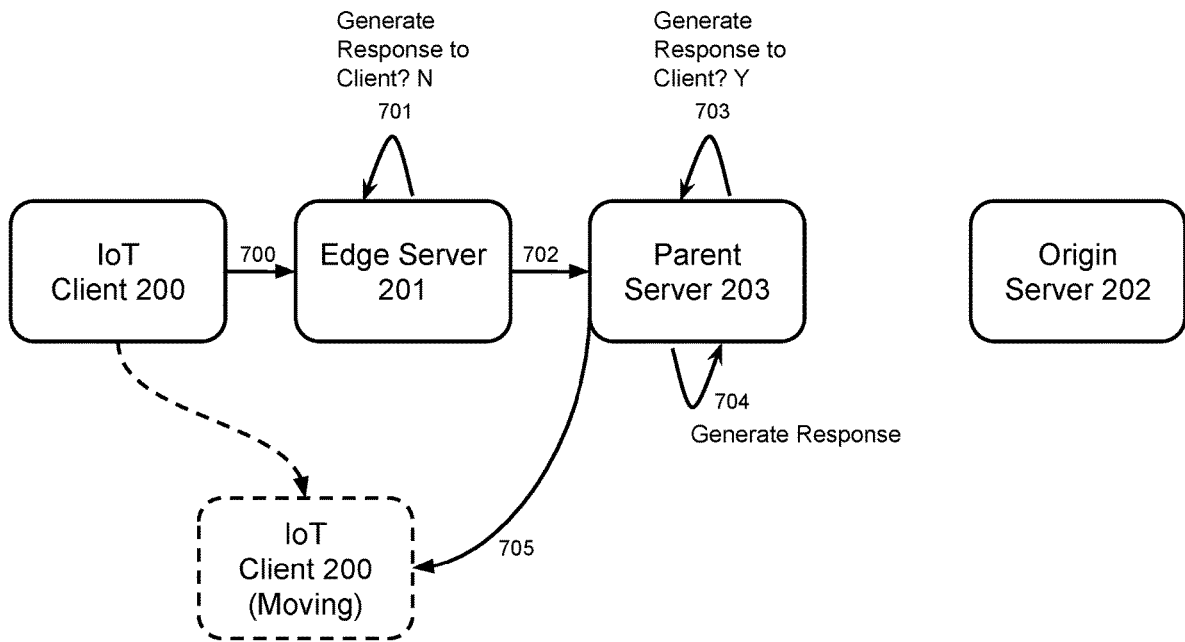 Generate
Response to
Client? N
701
Generate
Response to
Client? Y
703
IoT
Client 200
700
Edge Server
201
702
Parent
Server 203
Origin
Server 202
704
Generate Response
IoT
Client 200
(Moving)
705